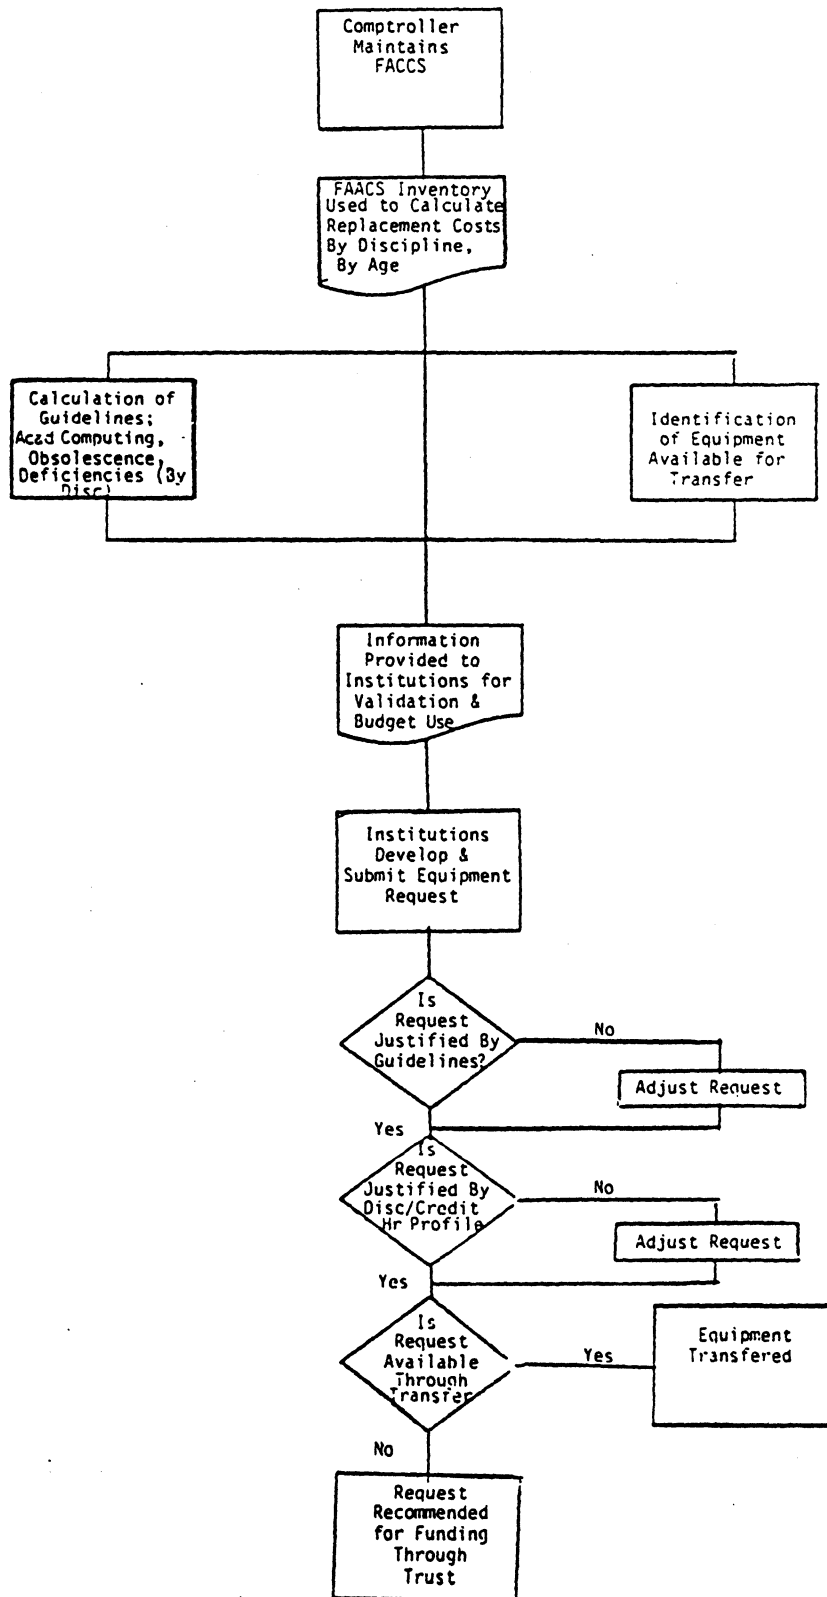 Comptroller
Maintains
FACCS
FAACS Inventory
Used to Calculate
Replacement Costs
By Discipline,
By Age
Calculation of
Guidelines;
Acad Computing,
Obsolescence,
Deficiencies (By
Disc)
Identification
of Equipment
Available for
Transfer
Information
Provided to
Institutions for
Validation &
Budget Use
Institutions
Develop &
Submit Equipment
Request
Is
Request
Justified By
Guidelines?
No
Adjust Request
Yes
Is
Request
Justified By
Disc/Credit
Hr Profile
No
Adjust Request
Yes
Is
Request
Available
Through
Transfer
Yes
Equipment
Transfered
No
Request
Recommended
for Funding
Through
Trust